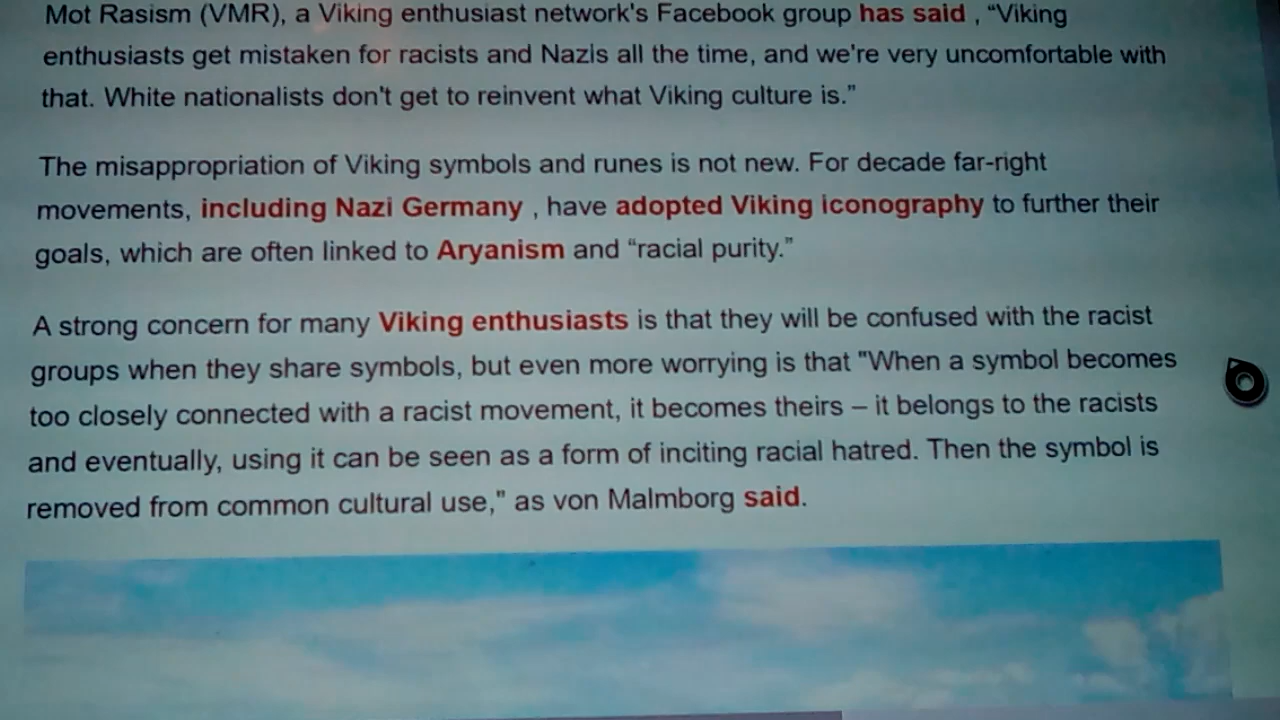 Mot Rasism (VMR), a Viking enthusiast network's Facebook group has said , “Viking
enthusiasts get mistaken for racists and Nazis all the time, and we're very uncomfortable with
that. White nationalists don't get to reinvent what Viking culture is.”
The misappropriation of Viking symbols and runes is not new. For decade far-right
movements, including Nazi Germany , have adopted Viking iconography to further their
goals, which are often linked to Aryanism and “racial purity.”
A strong concern for many Viking enthusiasts is that they will be confused with the racist
groups when they share symbols, but even more worrying is that "When a symbol becomes
too closely connected with a racist movement, it becomes theirs – it belongs to the racists
and eventually, using it can be seen as a form of inciting racial hatred. Then the symbol is
removed from common cultural use," as von Malmborg said.